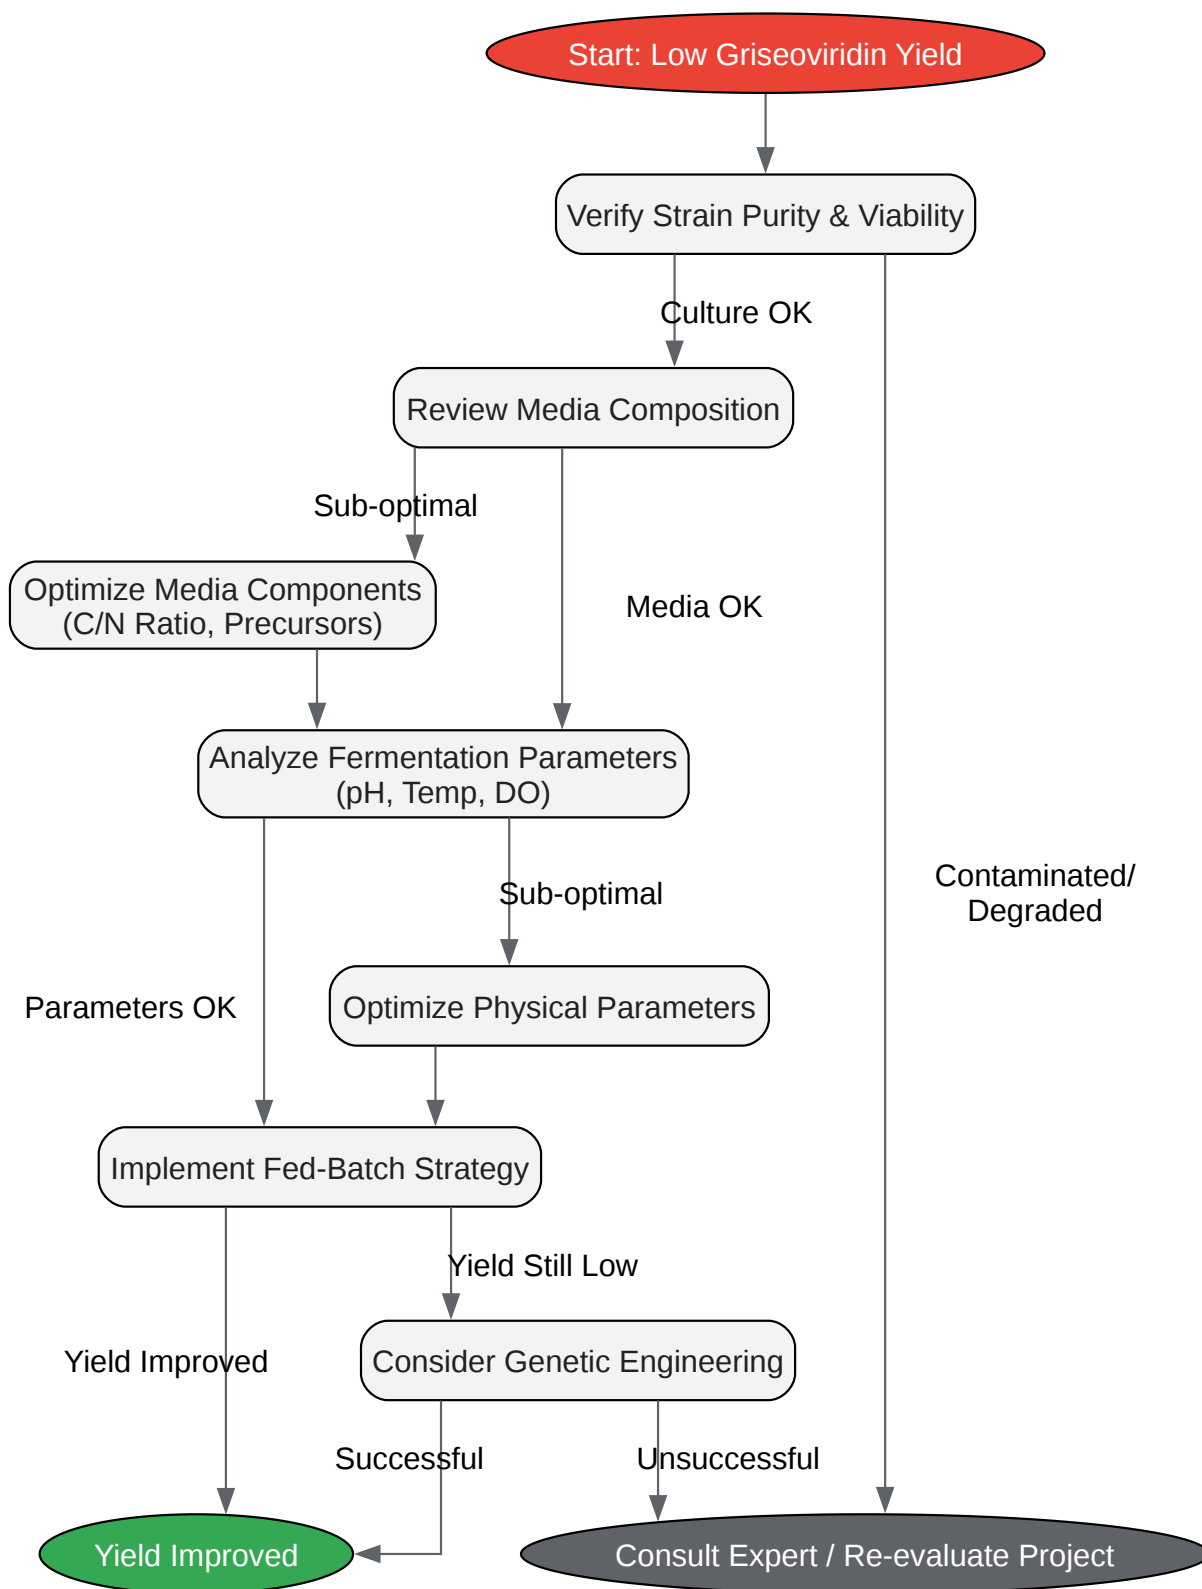 Start: Low Griseoviridin Yield
Verify Strain Purity & Viability
Culture OK
Review Media Composition
Sub-optimal
Optimize Media Components
(C/N Ratio, Precursors)
Media OK
Analyze Fermentation Parameters
(pH, Temp, DO)
Sub-optimal
Contaminated/
Degraded
Parameters OK
Optimize Physical Parameters
Implement Fed-Batch Strategy
Yield Still Low
Yield Improved
Consider Genetic Engineering
Successful
Unsuccessful
Yield Improved
Consult Expert / Re-evaluate Project